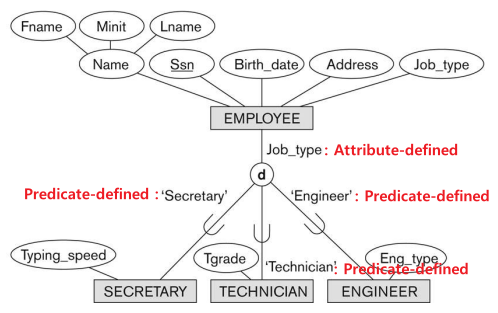 Fname
Minit
Lname
Name
Ssn
Birth_date
Address
Job_type
EMPLOYEE
Job_type : Attribute-defined
d
Predicate-defined : 'Secretary'
'Engineer' : Predicate-defined
Typing_speed
Tgrade
'Technician' : Predicate-defined
Eng_type
SECRETARY
TECHNICIAN
ENGINEER